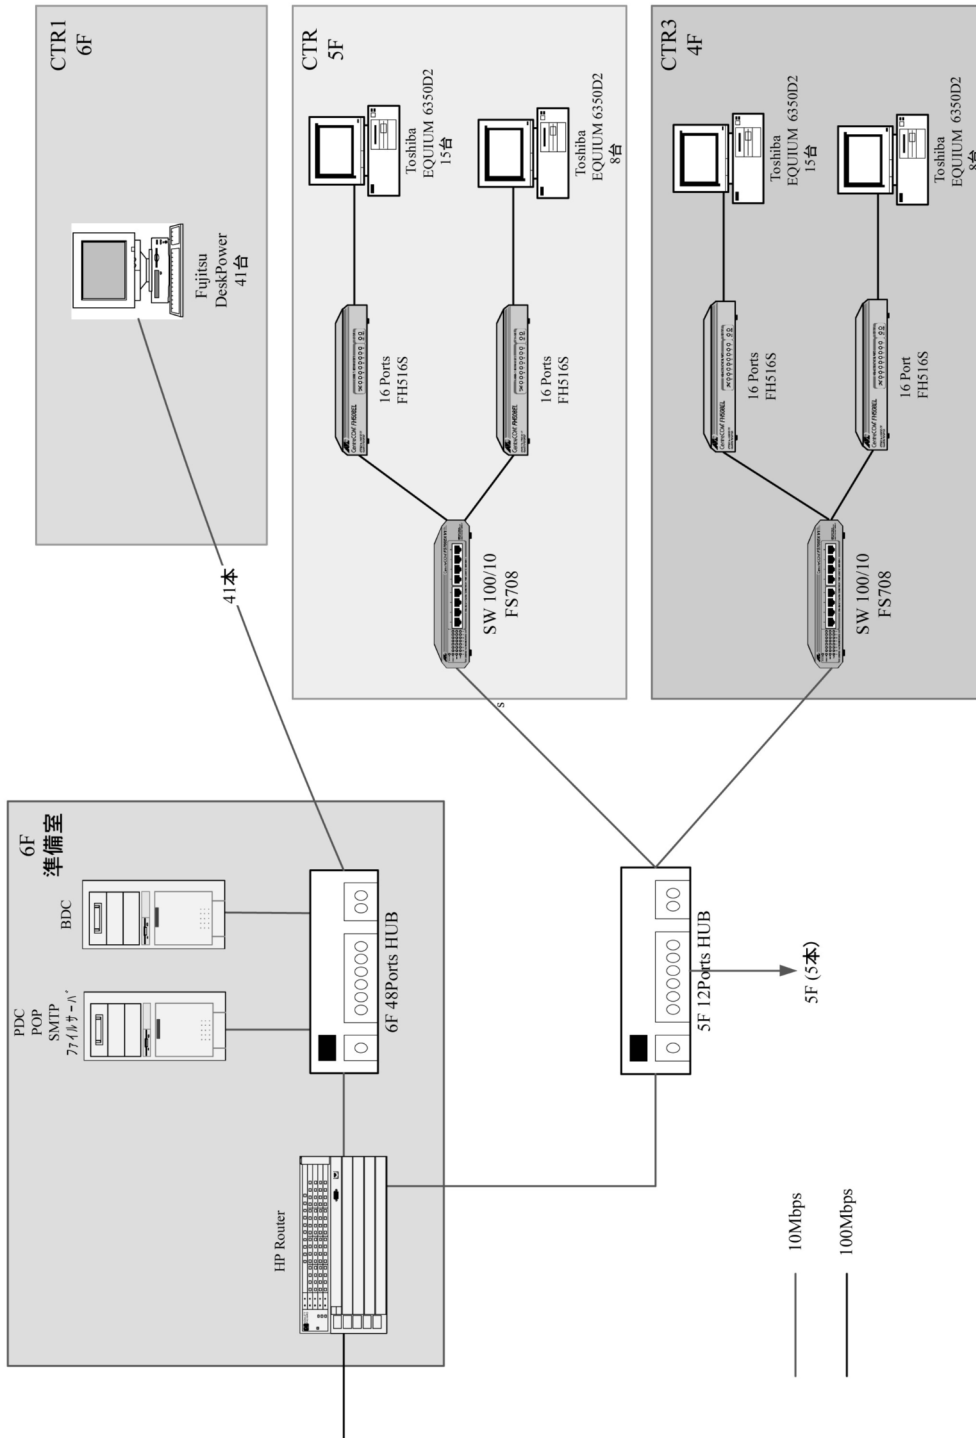 CTR1
6F
Fujitsu
DeskPower
41台
41本
CTR
5F
Toshiba
EQUIUM 6350D2
15台
Toshiba
EQUIUM 6350D2
8台
16 Ports
FH516S
16 Ports
FH516S
SW 100/10
FS708
s
CTR3
4F
Toshiba
EQUIUM 6350D2
15台
Toshiba
EQUIUM 6350D2
8台
16 Ports
FH516S
16 Port
FH516S
SW 100/10
FS708
6F
準備室
BDC
PDC
POP
SMTP
ファイルサーバ
6F 48Ports HUB
HP Router
5F 12Ports HUB
5F (5本)
10Mbps
100Mbps